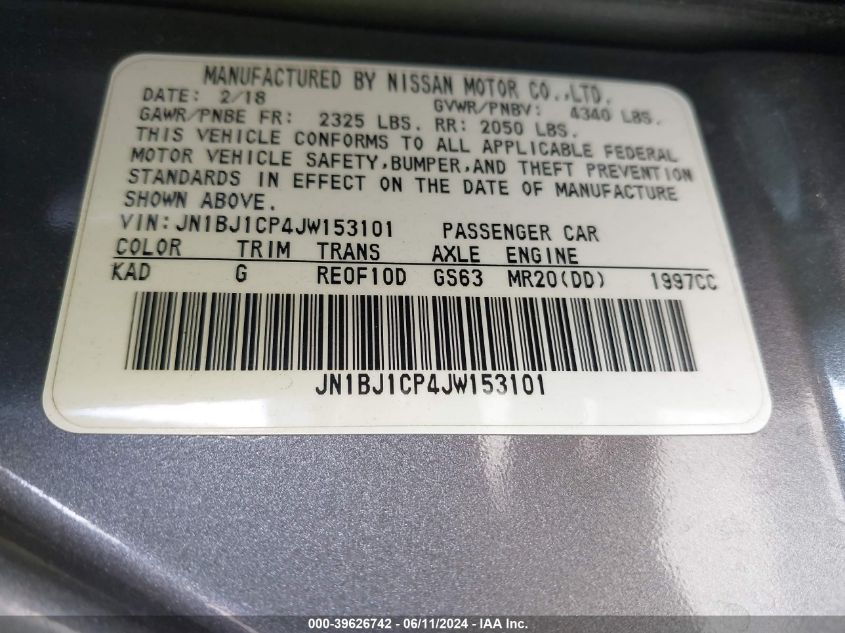 MANUFACTURED BY NISSAN MOTOR CO.,LTD.
DATE: 2/18 GVWR/PNBV: 4340 LBS.
GAWR/PNBE FR: 2325 LBS. RR: 2050 LBS.
THIS VEHICLE CONFORMS TO ALL APPLICABLE FEDERAL
MOTOR VEHICLE SAFETY,BUMPER,AND THEFT PREVENTION
STANDARDS IN EFFECT ON THE DATE OF MANUFACTURE
SHOWN ABOVE.
VIN:JN1BJ1CP4JW153101 PASSENGER CAR
COLOR TRIM TRANS AXLE ENGINE
KAD G RE0F10D GS63 MR20(DD) 1997CC
JN1BJ1CP4JW153101
000-39626742 - 06/11/2024 - IAA Inc.